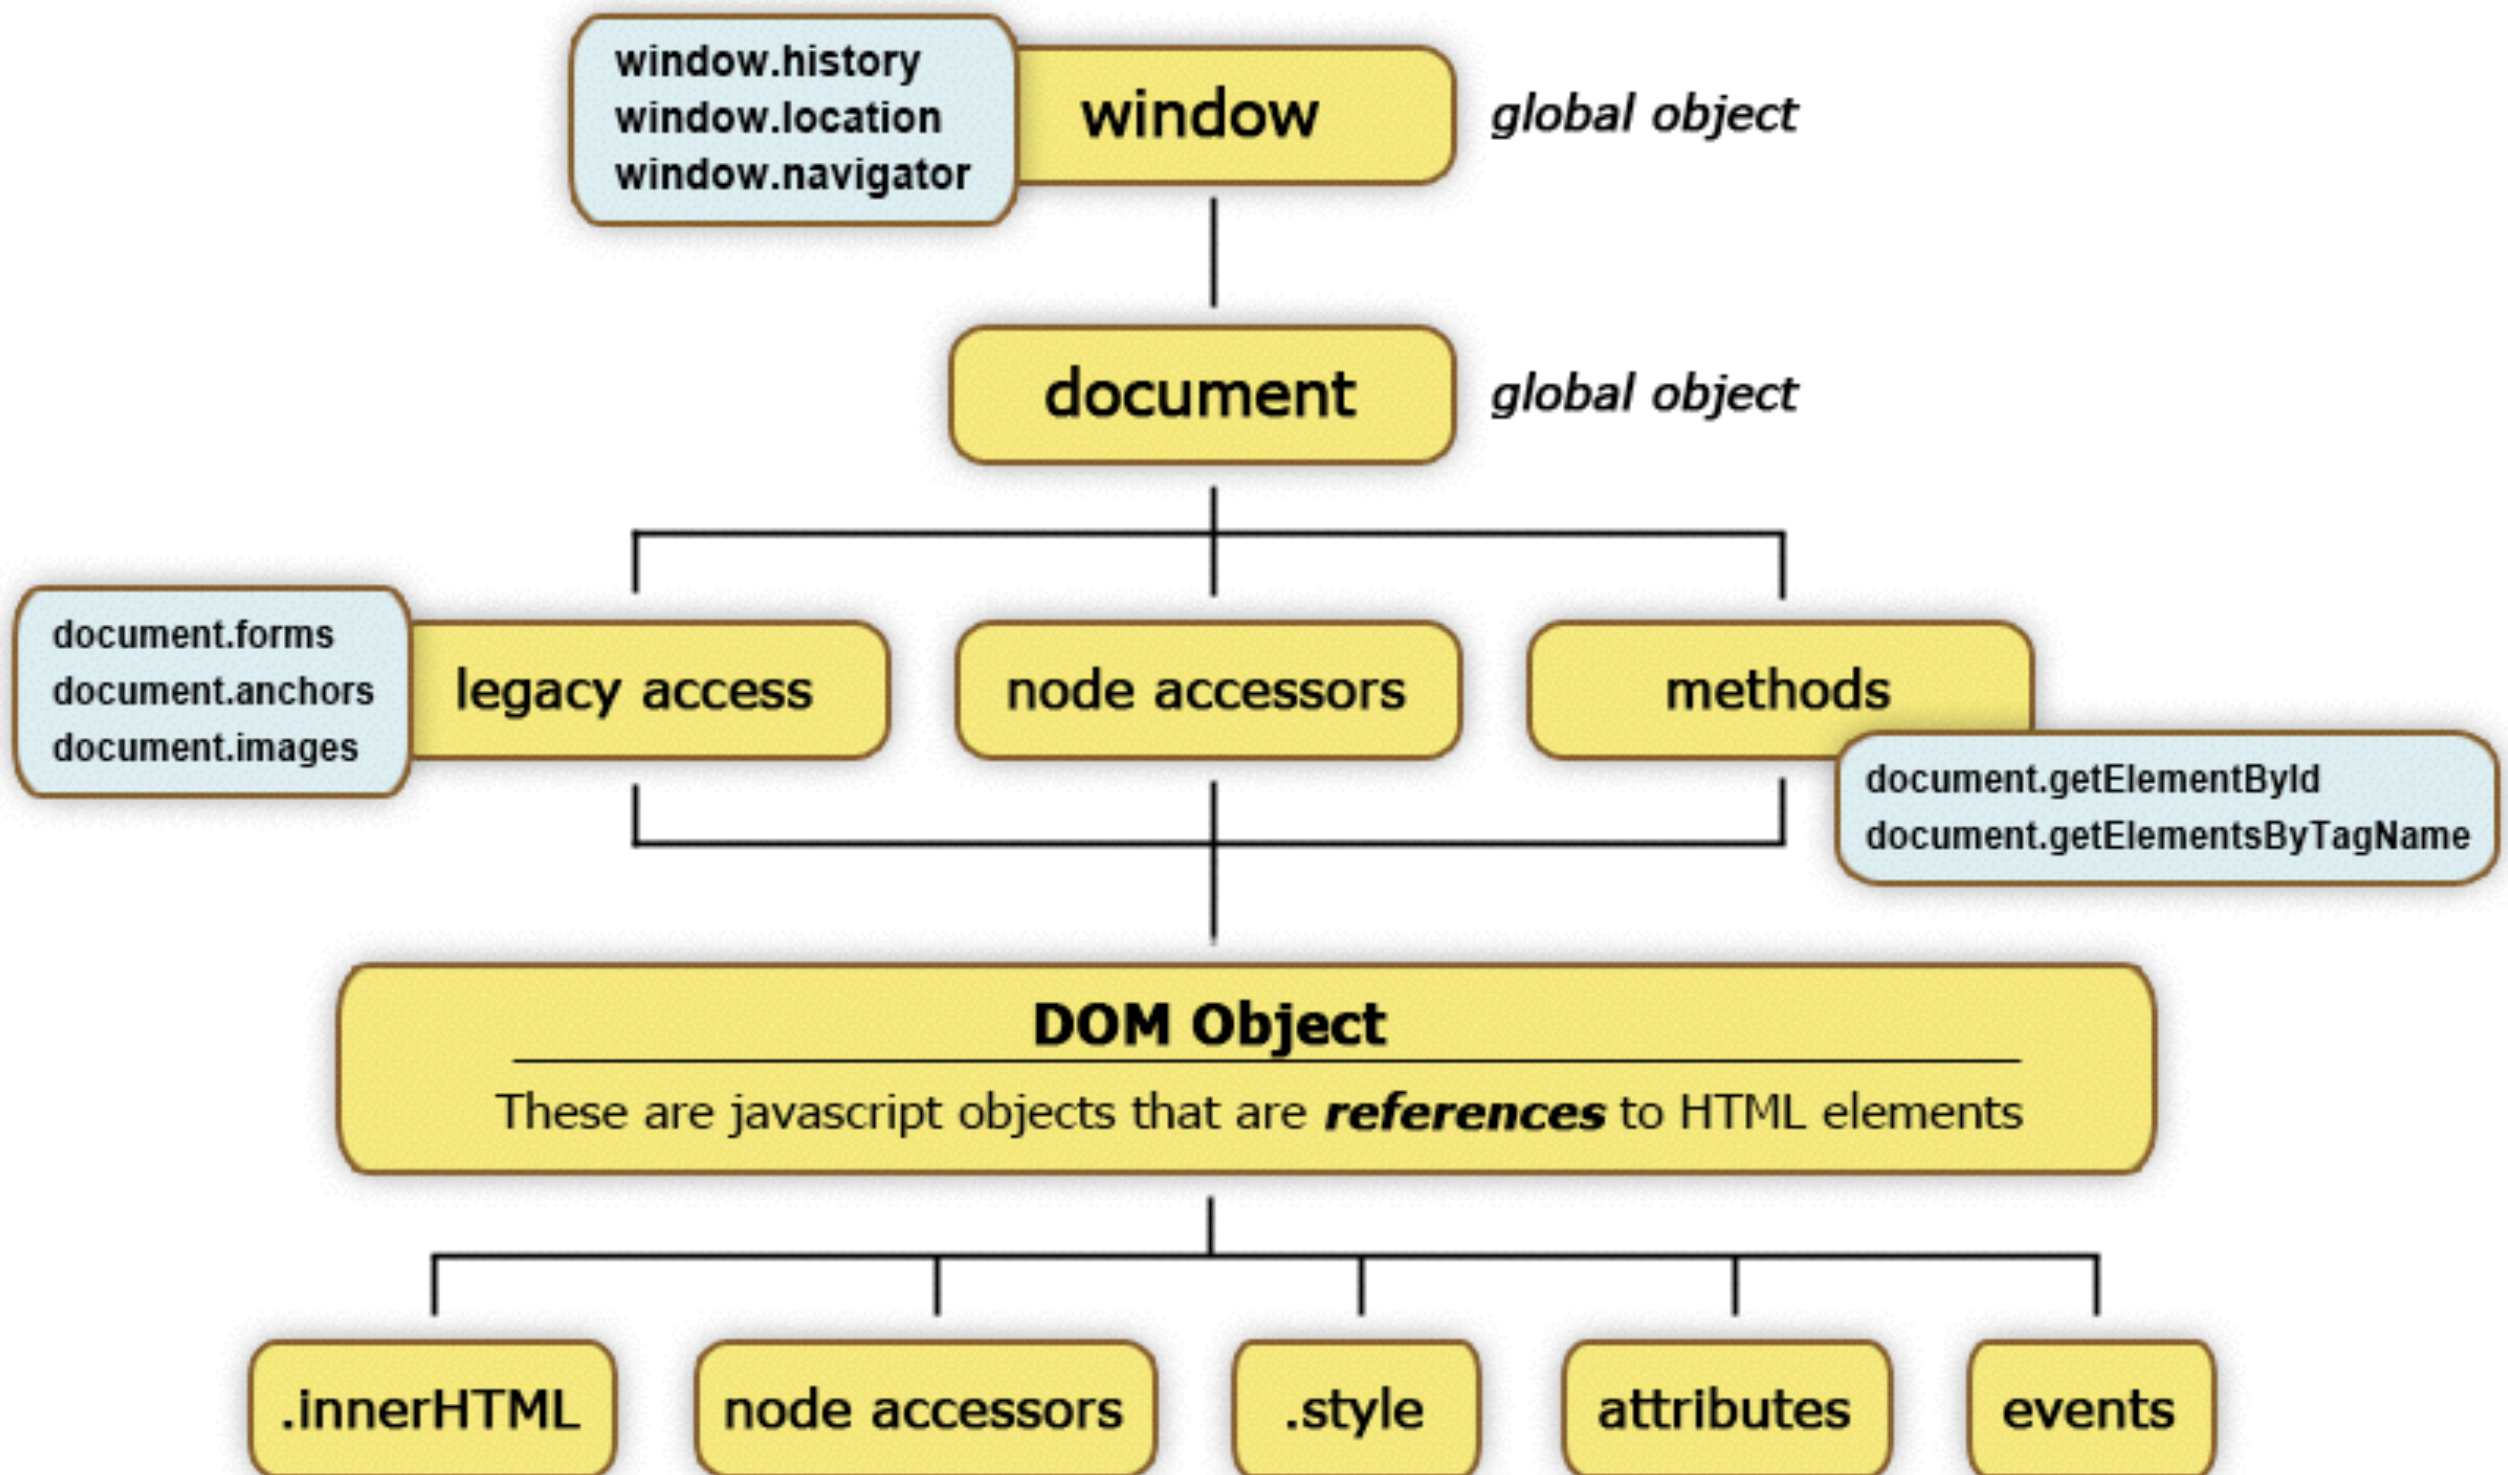 window.history
window.location
window.navigator
window
global object
document
global object
document.forms
document.anchors
document.images
legacy access
node accessors
methods
document.getElementById
document.getElementsByTagName
DOM Object
These are javascript objects that are references to HTML elements
.innerHTML
node accessors
.style
attributes
events